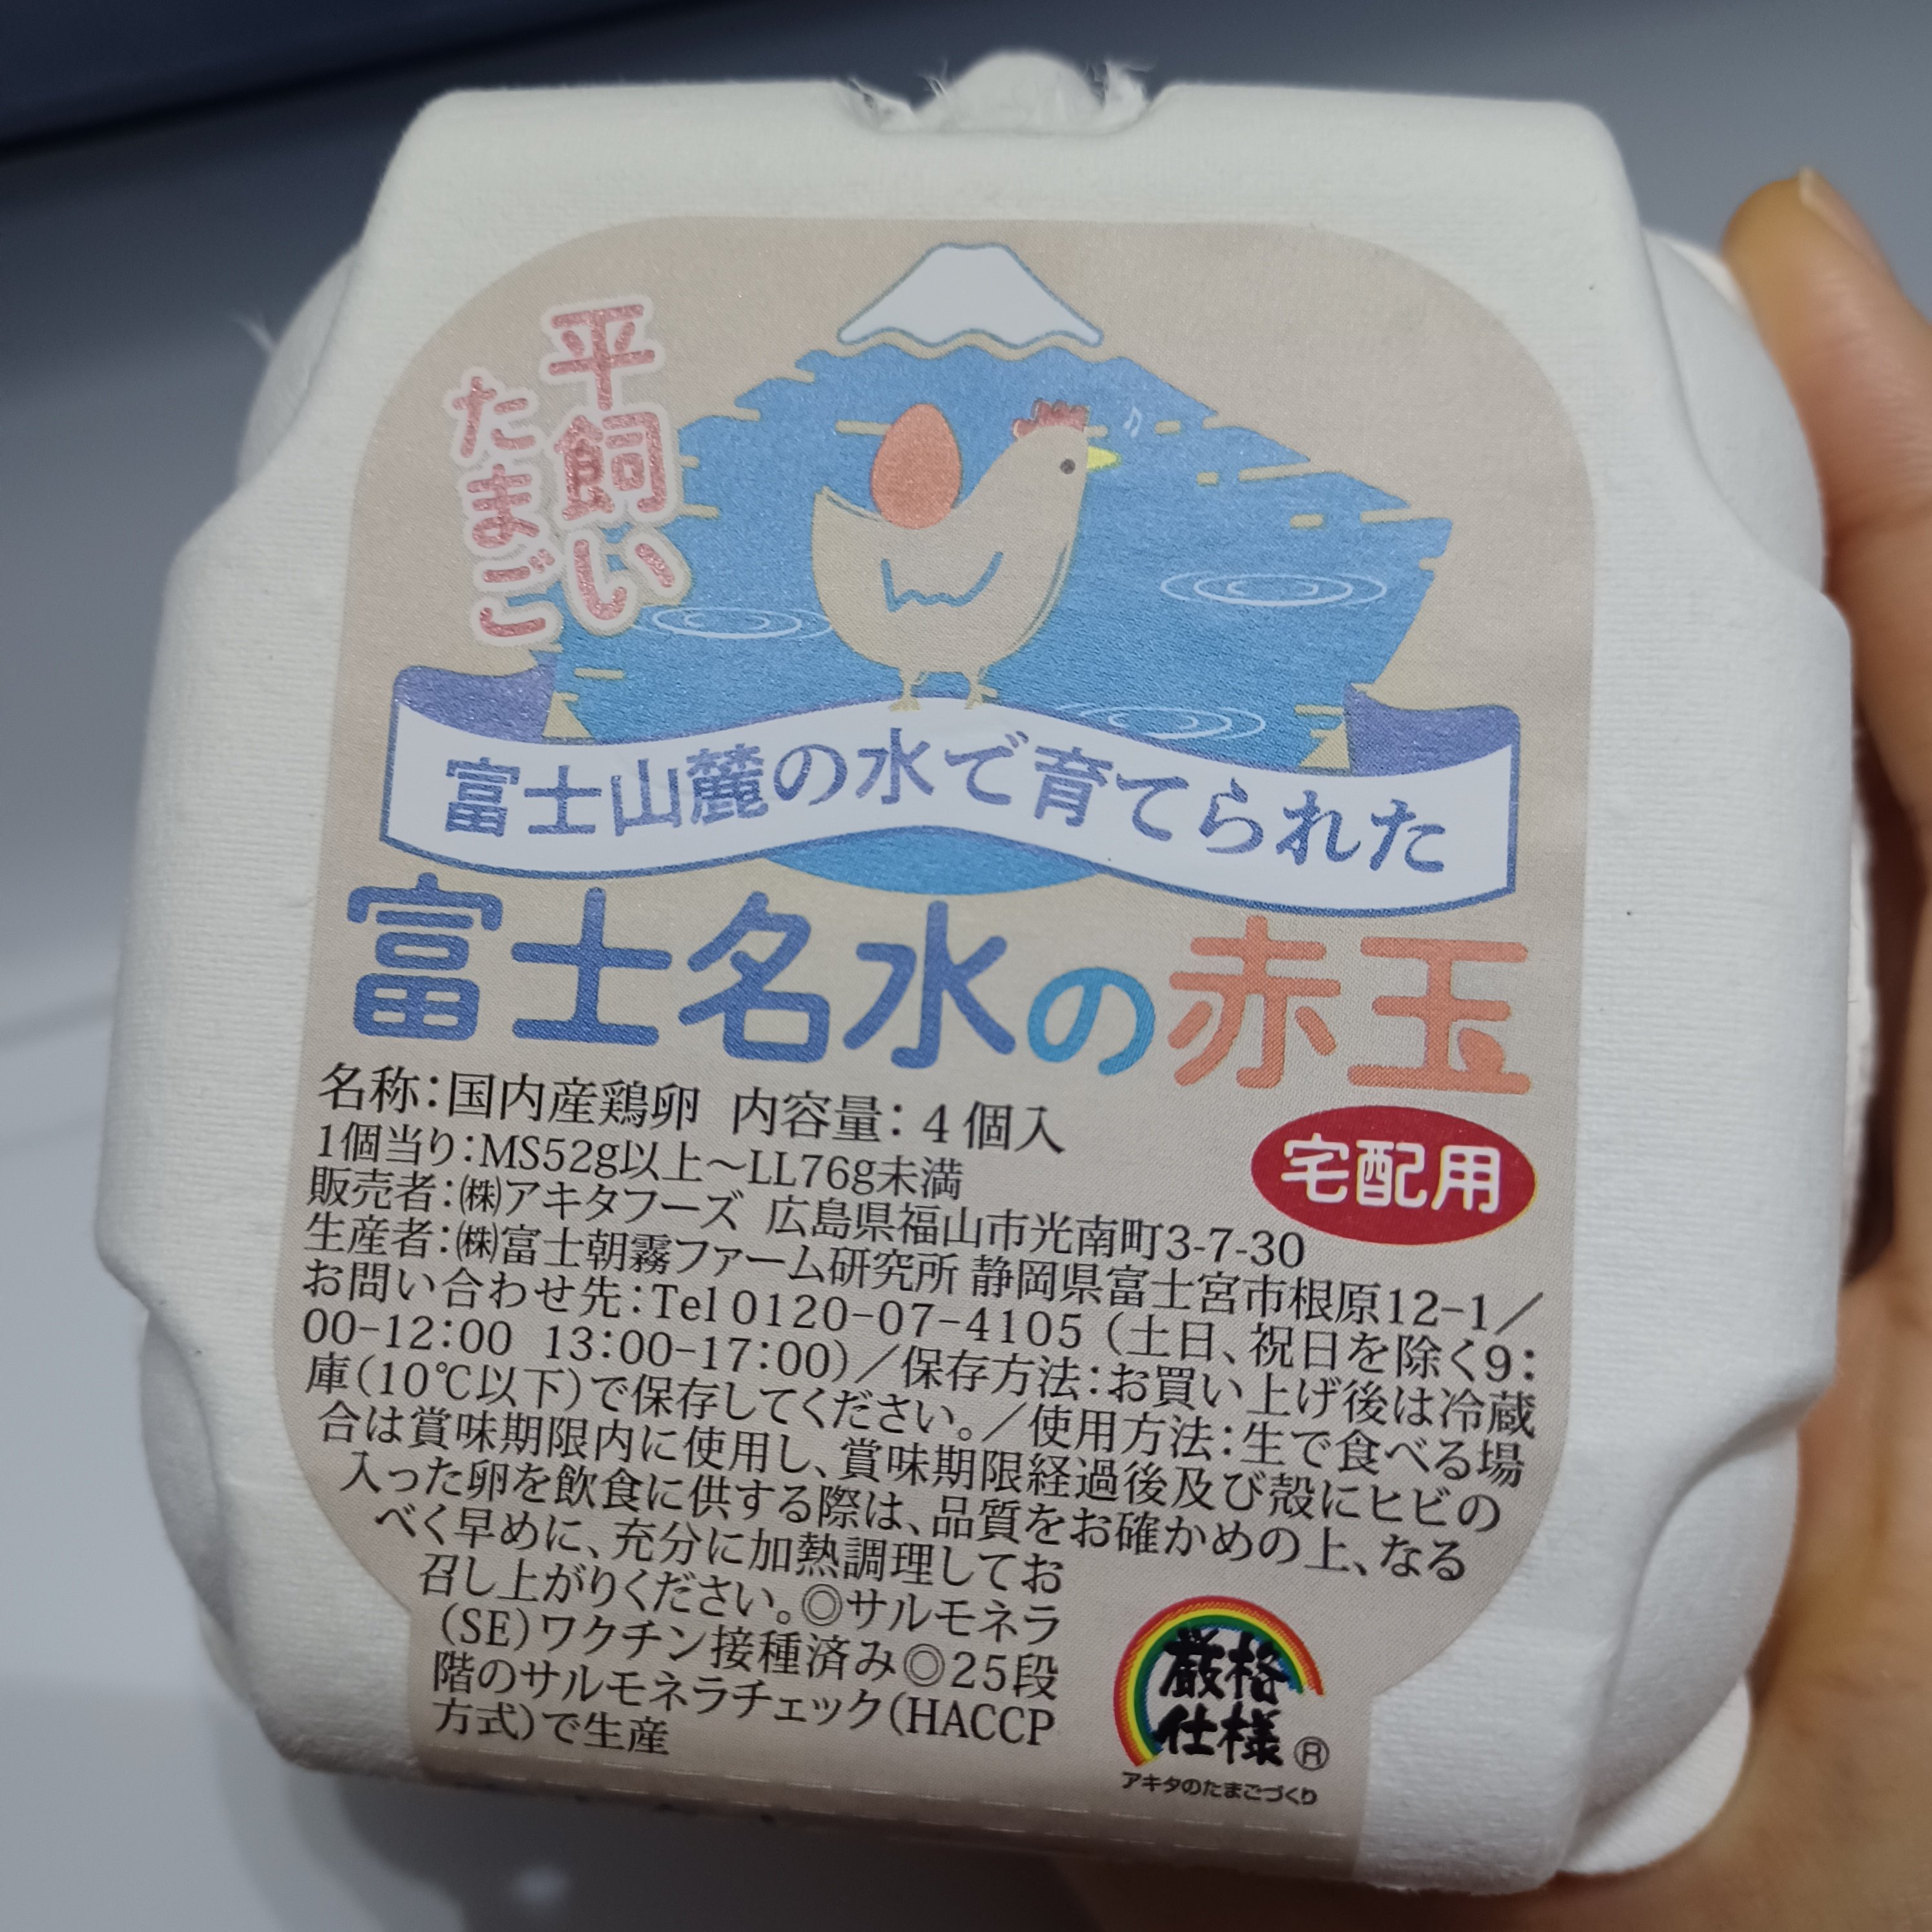 平飼い
たまご
富士山麓の水で育てられた
富士名水の赤玉
名称：国内産鶏卵 内容量：4個入
宅配用
1個当り：MS52g以上～LL76g未満
販売者：㈱アキタフーズ 広島県福山市光南町3-7-30
生産者：㈱富士朝霧ファーム研究所 静岡県富士宮市根原12-1／
お問い合わせ先：Tel 0120-07-4105（土日、祝日を除く9：
00-12：00 13：00-17：00）／保存方法：お買い上げ後は冷蔵
庫（10℃以下）で保存してください。／使用方法：生で食べる場
合は賞味期限内に使用し、賞味期限経過後及び殻にヒビの
入った卵を飲食に供する際は、品質をお確かめの上、なる
べく早めに、充分に加熱調理してお
召し上がりください。◎サルモネラ
（SE）ワクチン接種済み◎25段
階のサルモネラチェック（HACCP
方式）で生産
厳格
仕様®
アキタのたまごづくり